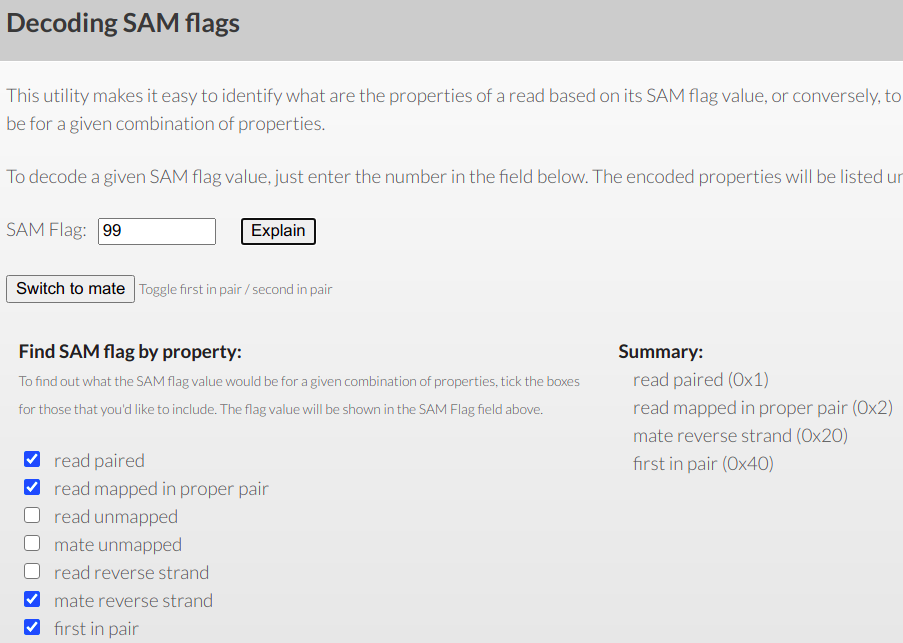 Decoding SAM flags
This utility makes it easy to identify what are the properties of a read based on its SAM flag value, or conversely, to
be for a given combination of properties.
To decode a given SAM flag value, just enter the number in the field below. The encoded properties will be listed
SAM Flag: 99 Explain
Switch to mate Toggle first in pair / second in pair
Find SAM flag by property:
To find out what the SAM flag value would be for a given combination of properties, tick the boxes
for those that you'd like to include. The flag value will be shown in the SAM Flag field above.
read paired
read mapped in proper pair
read unmapped
mate unmapped
read reverse strand
mate reverse strand
first in pair
Summary:
read paired (0x1)
read mapped in proper pair (0x2)
mate reverse strand (0x20)
first in pair (0x40)